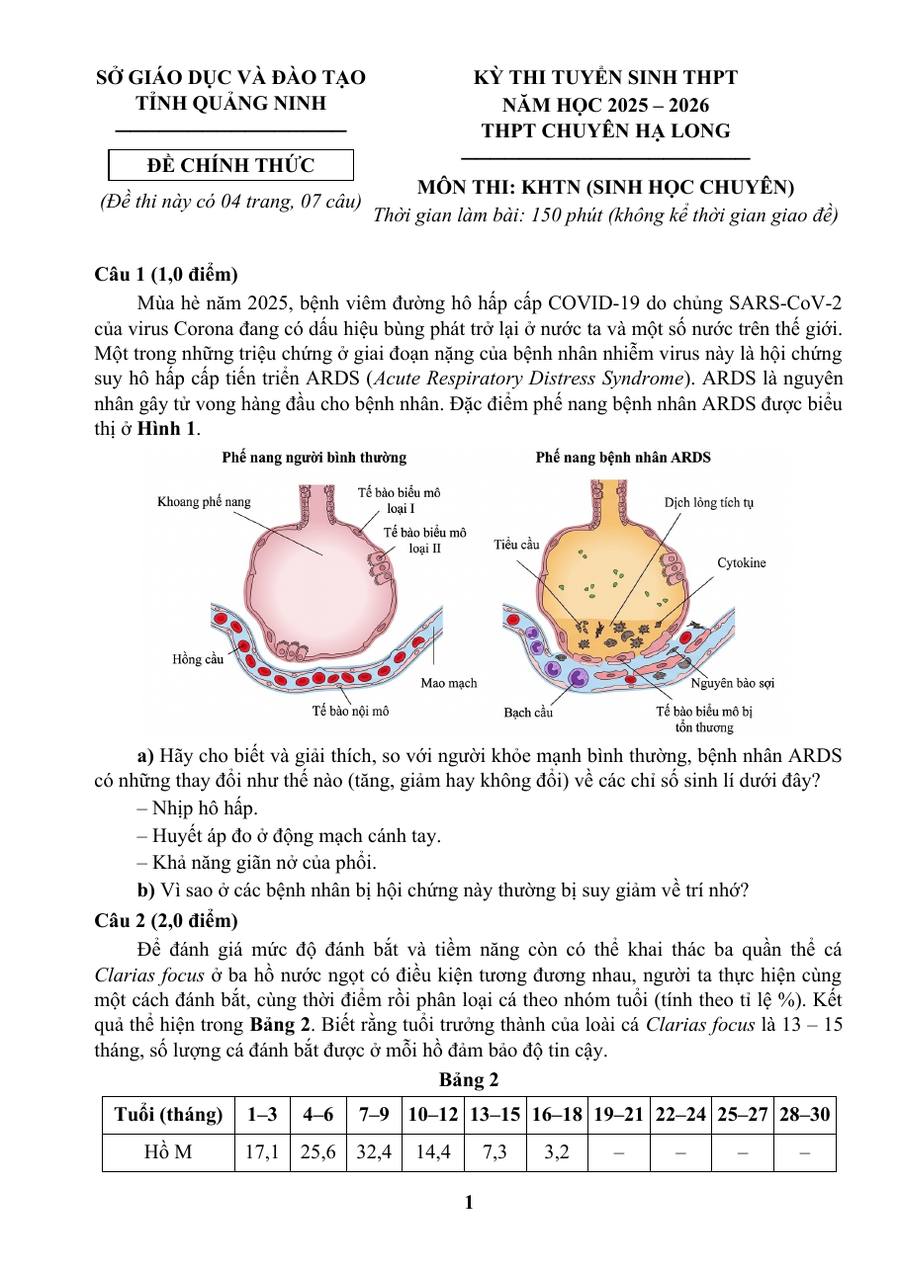 SỞ GIÁO DỤC VÀ ĐÀO TẠO
TỈNH QUẢNG NINH
ĐỀ CHÍNH THỨC
(Đề thi này có 04 trang, 07 câu)
KỲ THI TUYỂN SINH THPT
NĂM HỌC 2025 – 2026
THPT CHUYÊN HẠ LONG
MÔN THI: KHTN (SINH HỌC CHUYÊN)
Thời gian làm bài: 150 phút (không kể thời gian giao đề)
Câu 1 (1,0 điểm)
Mùa hè năm 2025, bệnh viêm đường hô hấp cấp COVID-19 do chủng SARS-CoV-2
của virus Corona đang có dấu hiệu bùng phát trở lại ở nước ta và một số nước trên thế giới.
Một trong những triệu chứng ở giai đoạn nặng của bệnh nhân nhiễm virus này là hội chứng
suy hô hấp cấp tiến triển ARDS (Acute Respiratory Distress Syndrome). ARDS là nguyên
nhân gây tử vong hàng đầu cho bệnh nhân. Đặc điểm phế nang bệnh nhân ARDS được biểu
thị ở Hình 1.
Phế nang người bình thường
Khoang phế nang
Tế bào biểu mô
loại I
Tế bào biểu mô
loại II
Hồng cầu
Mao mạch
Tế bào nội mô
Phế nang bệnh nhân ARDS
Dịch lỏng tích tụ
Tiểu cầu
Cytokine
Nguyên bào sợi
Bạch cầu
Tế bào biểu mô bị
tổn thương
a) Hãy cho biết và giải thích, so với người khỏe mạnh bình thường, bệnh nhân ARDS
có những thay đổi như thế nào (tăng, giảm hay không đổi) về các chỉ số sinh lí dưới đây?
– Nhịp hô hấp.
– Huyết áp đo ở động mạch cánh tay.
– Khả năng giãn nở của phổi.
b) Vì sao ở các bệnh nhân bị hội chứng này thường bị suy giảm về trí nhớ?
Câu 2 (2,0 điểm)
Để đánh giá mức độ đánh bắt và tiềm năng còn có thể khai thác ba quần thể cá
Clarias focus ở ba hồ nước ngọt có điều kiện tương đương nhau, người ta thực hiện cùng
một cách đánh bắt, cùng thời điểm rồi phân loại cá theo nhóm tuổi (tính theo tỉ lệ %). Kết
quả thể hiện trong Bảng 2. Biết rằng tuổi trưởng thành của loài cá Clarias focus là 13 – 15
tháng, số lượng cá đánh bắt được ở mỗi hồ đảm bảo độ tin cậy.
Bảng 2
Tuổi (tháng) 1–3 4–6 7–9 10–12 13–15 16–18 19–21 22–24 25–27 28–30
Hồ M 17,1 25,6 32,4 14,4 7,3 3,2 – – – –
1